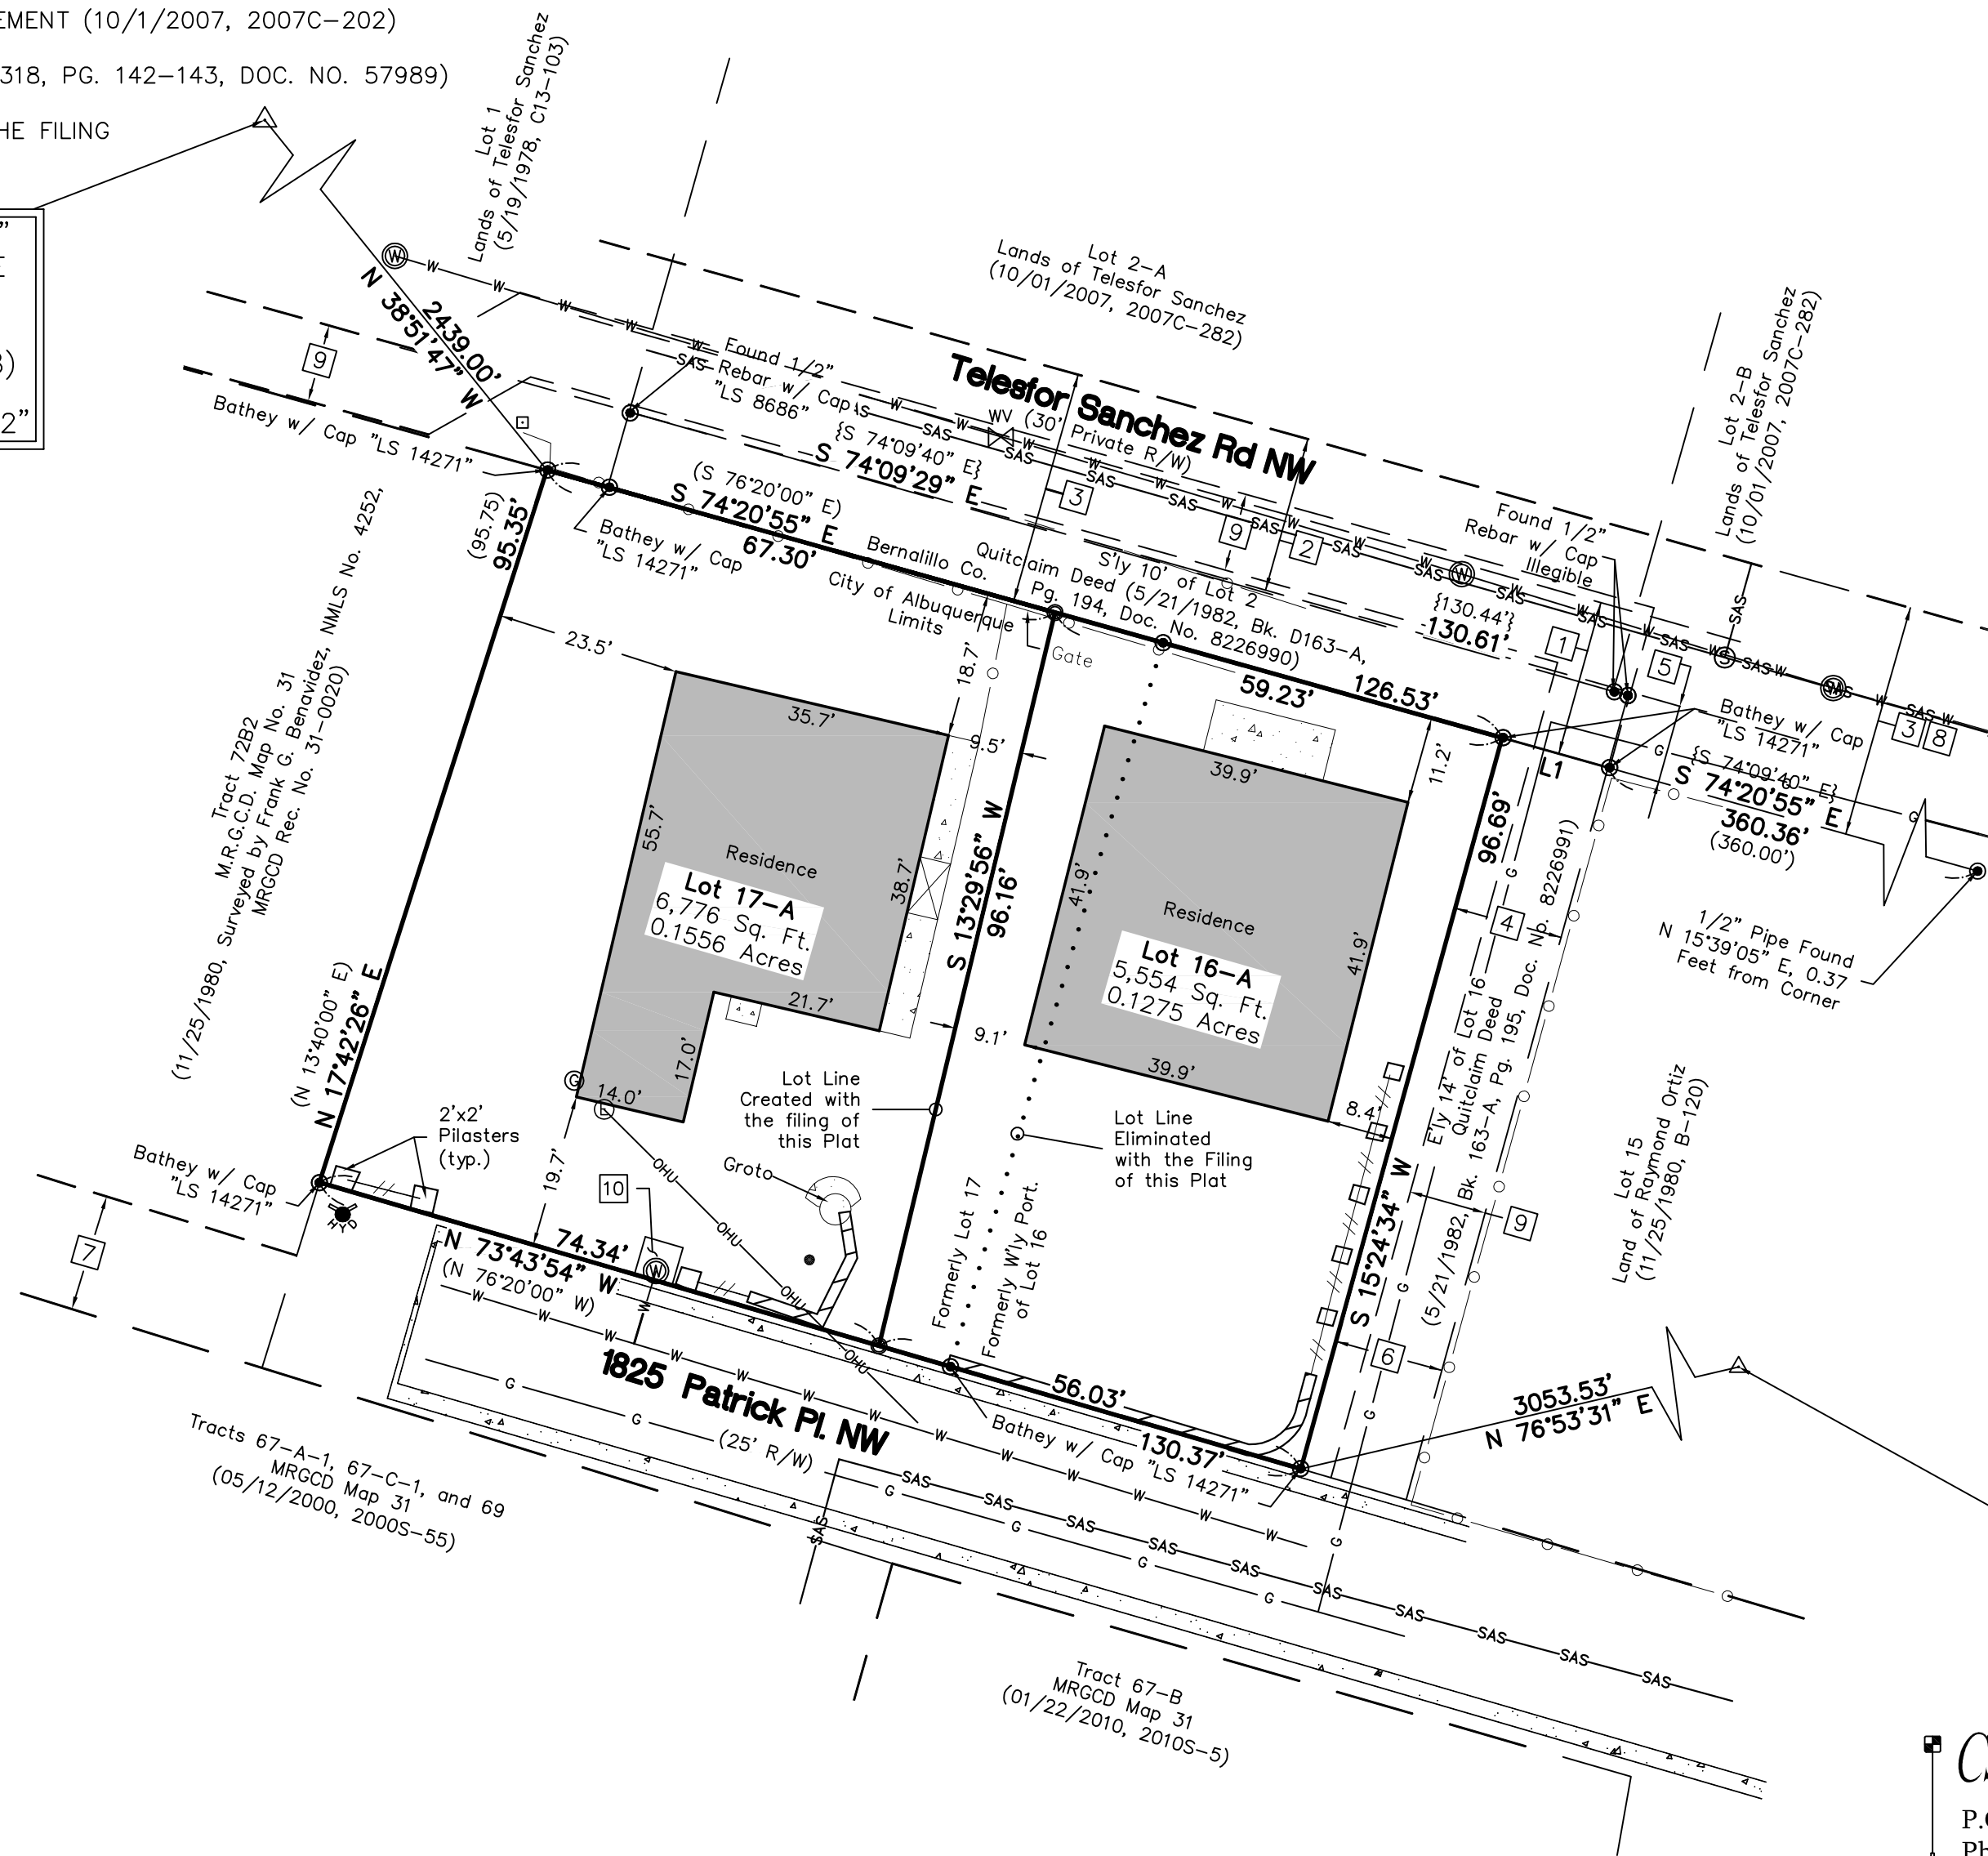 EMENT (10/1/2007, 2007C-202)
318, PG. 142-143, DOC. NO. 57989)
HE FILING
Lot 1
Lands of Telesfor Sanchez
(5/19/1978, C13-103)
Lot 2-A
Lands of Telesfor Sanchez
(10/01/2007, 2007C-282)
Lot 2-B
Lands of Telesfor Sanchez
(10/01/2007, 2007C-282)
2439.00'
N 38°51'47" W
9
Bathey w/ Cap "LS 14271"
Found 1/2"
Rebar w/ Cap
"LS 8686"
Telesfor Sanchez Rd NW
WV (30' Private R/W)
{S 74°09'40" E}
S 74°09'29" E
(S 76°20'00" E)
S 74°20'55" E
67.30'
Bathey w/ Cap
"LS 14271"
3
9
2
Found 1/2"
Rebar w/ Cap
Illegible
{130.44'}
130.61'
1
5
Bernalillo Co.
City of Albuquerque
Limits
S'ly 10' of Lot 2
Quitclaim Deed (5/21/1982, Bk. D163-A,
Pg. 194, Doc. No. 8226990)
Gate
59.23'
126.53'
L1
Bathey w/ Cap
"LS 14271"
3
8
{S 74°09'40" E}
S 74°20'55" E
360.36'
(360.00')
1/2" Pipe Found
N 15°39'05" E, 0.37
Feet from Corner
(95.75)
95.35'
(N 13°40'00" E)
N 17°42'26" E
Tract 72B2
M.R.G.C.D. Map No. 31
(11/25/1980, Surveyed by Frank G. Benavidez, NMLS No. 4252,
MRGCD Rec. No. 31-0020)
23.5'
35.7'
18.7'
9.5'
55.7'
Residence
Lot 17-A
6,776 Sq. Ft.
0.1556 Acres
38.7'
21.7'
17.0'
14.0'
19.7'
S 13°29'56" W
96.16'
9.1'
39.9'
11.2'
41.9'
Residence
Lot 16-A
5,554 Sq. Ft.
0.1275 Acres
41.9'
39.9'
8.4'
96.69'
S 15°24'34" W
4
E'ly 14' of Lot 16
Quitclaim Deed
(5/21/1982, Bk. 163-A, Pg. 195, Doc. No. 8226991)
9
6
Lot 15
Land of Raymond Ortiz
(11/25/1980, B-120)
Lot Line
Created with
the filing of
this Plat
Lot Line
Eliminated
with the Filing
of this Plat
Formerly Lot 17
Formerly W'ly Port.
of Lot 16
2'x2'
Pilasters
(typ.)
Groto
10
Bathey w/ Cap
"LS 14271"
HYD
7
74.34'
N 73°43'54" W
(N 76°20'00" W)
1825 Patrick Pl. NW
(25' R/W)
56.03'
130.37'
Bathey w/ Cap "LS 14271"
3053.53'
N 76°53'31" E
Tracts 67-A-1, 67-C-1, and 69
MRGCD Map 31
(05/12/2000, 2000S-55)
Tract 67-B
MRGCD Map 31
(01/22/2010, 2010S-5)